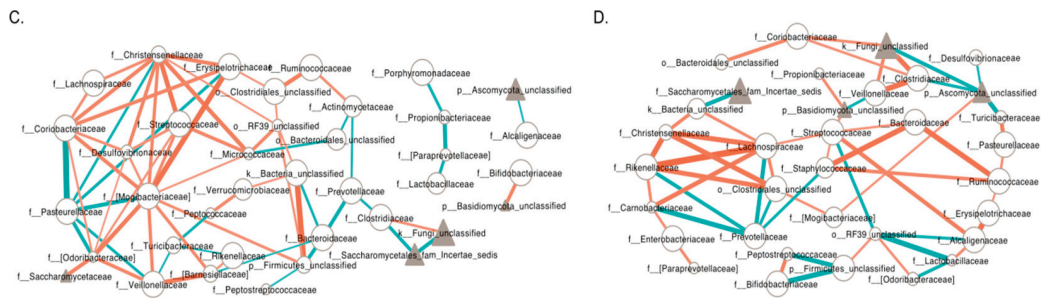 C.
f__Christensenellaceae
f__Erysipelotrichaceae
f__Ruminococcaceae
f__Lachnospiraceae
o__Clostridiales_unclassified
f__Actinomycetaceae
f__Coriobacteriaceae
f__Streptococcaceae
o__RF39_unclassified
o__Bacteroidales_unclassified
f__Desulfovibrionaceae
f__Micrococcaceae
k__Bacteria_unclassified
f__[Mogibacteriaceae]
f__Verrucomicrobiaceae
f__Prevotellaceae
f__Pasteurellaceae
f__Peptococcaceae
f__Clostridiaceae
f__Turicibacteraceae
f__Bacteroidaceae
k__Fungi_unclassified
f__[Odoribacteraceae]
f__Rikenellaceae
f__Saccharomycetales_fam_Incertae_sedis
p__Firmicutes_unclassified
f__Saccharomycetaceae
f__[Barnesiellaceae]
f__Veillonellaceae
f__Peptostreptococcaceae
f__Porphyromonadaceae
p__Ascomycota_unclassified
f__Propionibacteriaceae
f__Alcaligenaceae
f__[Paraprevotellaceae]
f__Lactobacillaceae
f__Bifidobacteriaceae
p__Basidiomycota_unclassified
D.
f__Coriobacteriaceae
k__Fungi_unclassified
o__Bacteroidales_unclassified
f__Desulfovibrionaceae
f__Propionibacteriaceae
f__Clostridiaceae
f__Saccharomycetales_fam_Incertae_sedis
f__Veillonellaceae
p__Ascomycota_unclassified
k__Bacteria_unclassified
p__Basidiomycota_unclassified
f__Turicibacteraceae
f__Christensenellaceae
f__Streptococcaceae
f__Bacteroidaceae
f__Lachnospiraceae
f__Pasteurellaceae
f__Rikenellaceae
f__Staphylococcaceae
f__Ruminococcaceae
o__Clostridiales_unclassified
f__Carnobacteriaceae
f__[Mogibacteriaceae]
f__Erysipelotrichaceae
f__Enterobacteriaceae
f__Prevotellaceae
o__RF39_unclassified
f__Alcaligenaceae
f__Peptostreptococcaceae
f__Lactobacillaceae
f__[Paraprevotellaceae]
p__Firmicutes_unclassified
f__Bifidobacteriaceae
f__[Odoribacteraceae]